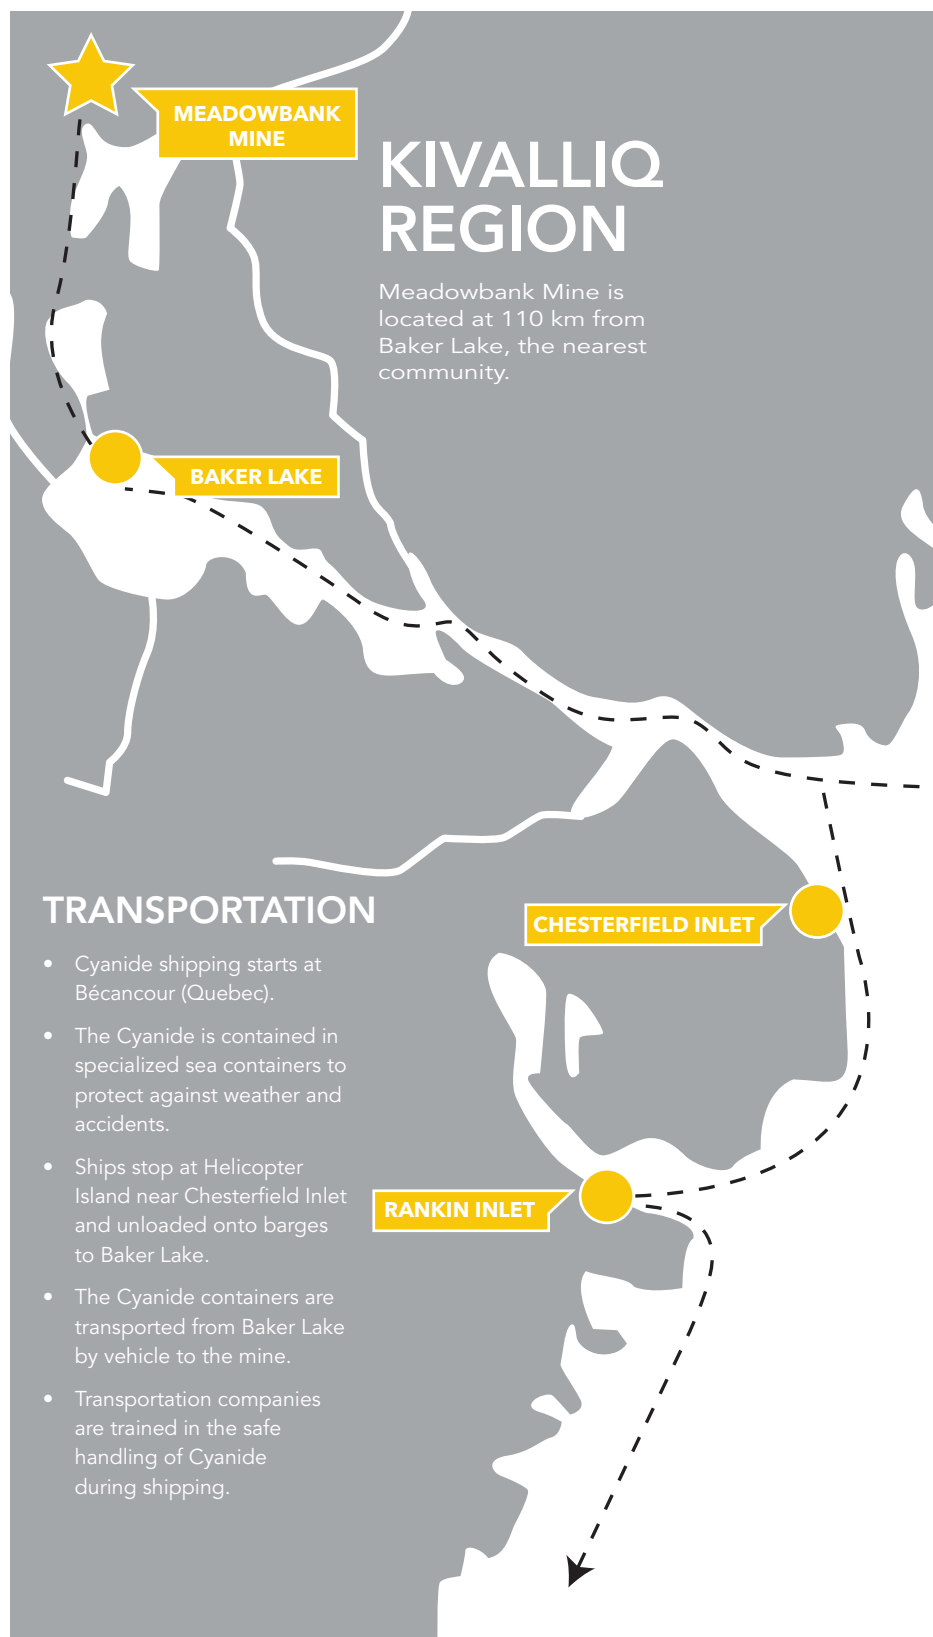 MEADOWBANK
MINE
KIVALLIQ
REGION
Meadowbank Mine is
located at 110 km from
Baker Lake, the nearest
community.
BAKER LAKE
TRANSPORTATION
• Cyanide shipping starts at
Bécancour (Quebec).
• The Cyanide is contained in
specialized sea containers to
protect against weather and
accidents.
• Ships stop at Helicopter
Island near Chesterfield Inlet
and unloaded onto barges
to Baker Lake.
• The Cyanide containers are
transported from Baker Lake
by vehicle to the mine.
• Transportation companies
are trained in the safe
handling of Cyanide
during shipping.
CHESTERFIELD INLET
RANKIN INLET